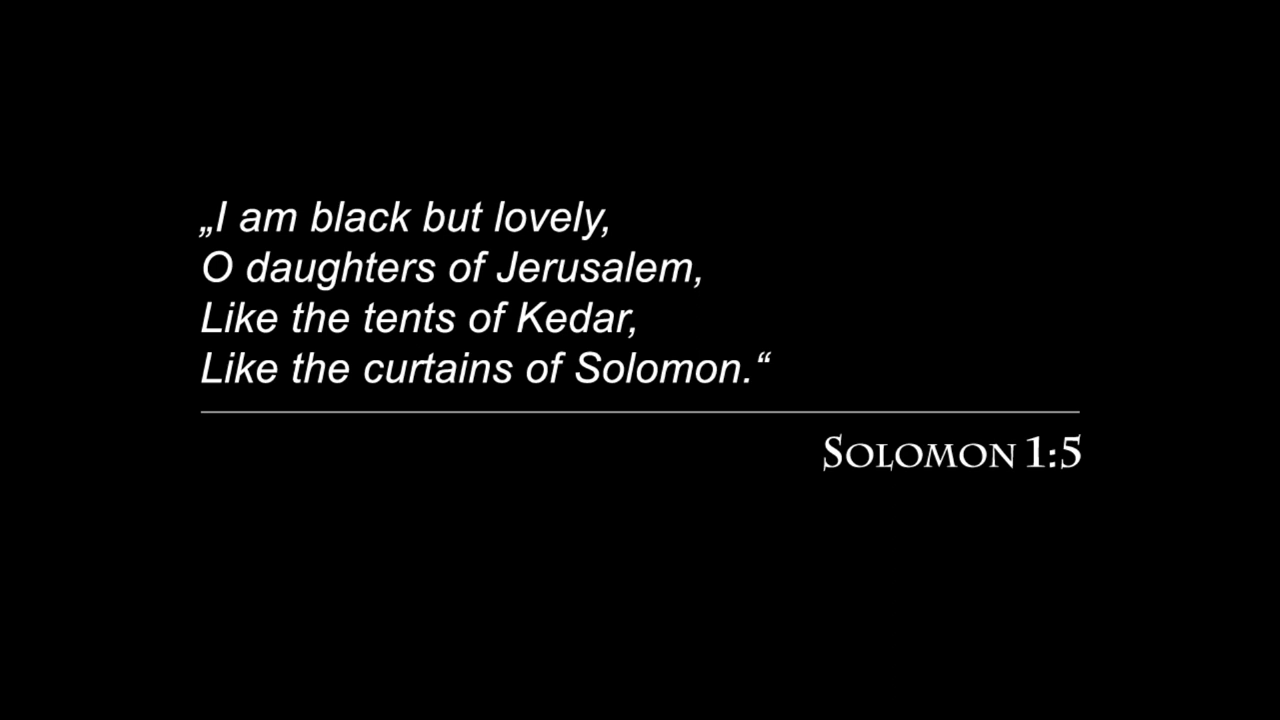 „I am black but lovely,
O daughters of Jerusalem,
Like the tents of Kedar,
Like the curtains of Solomon.“
SOLOMON 1:5